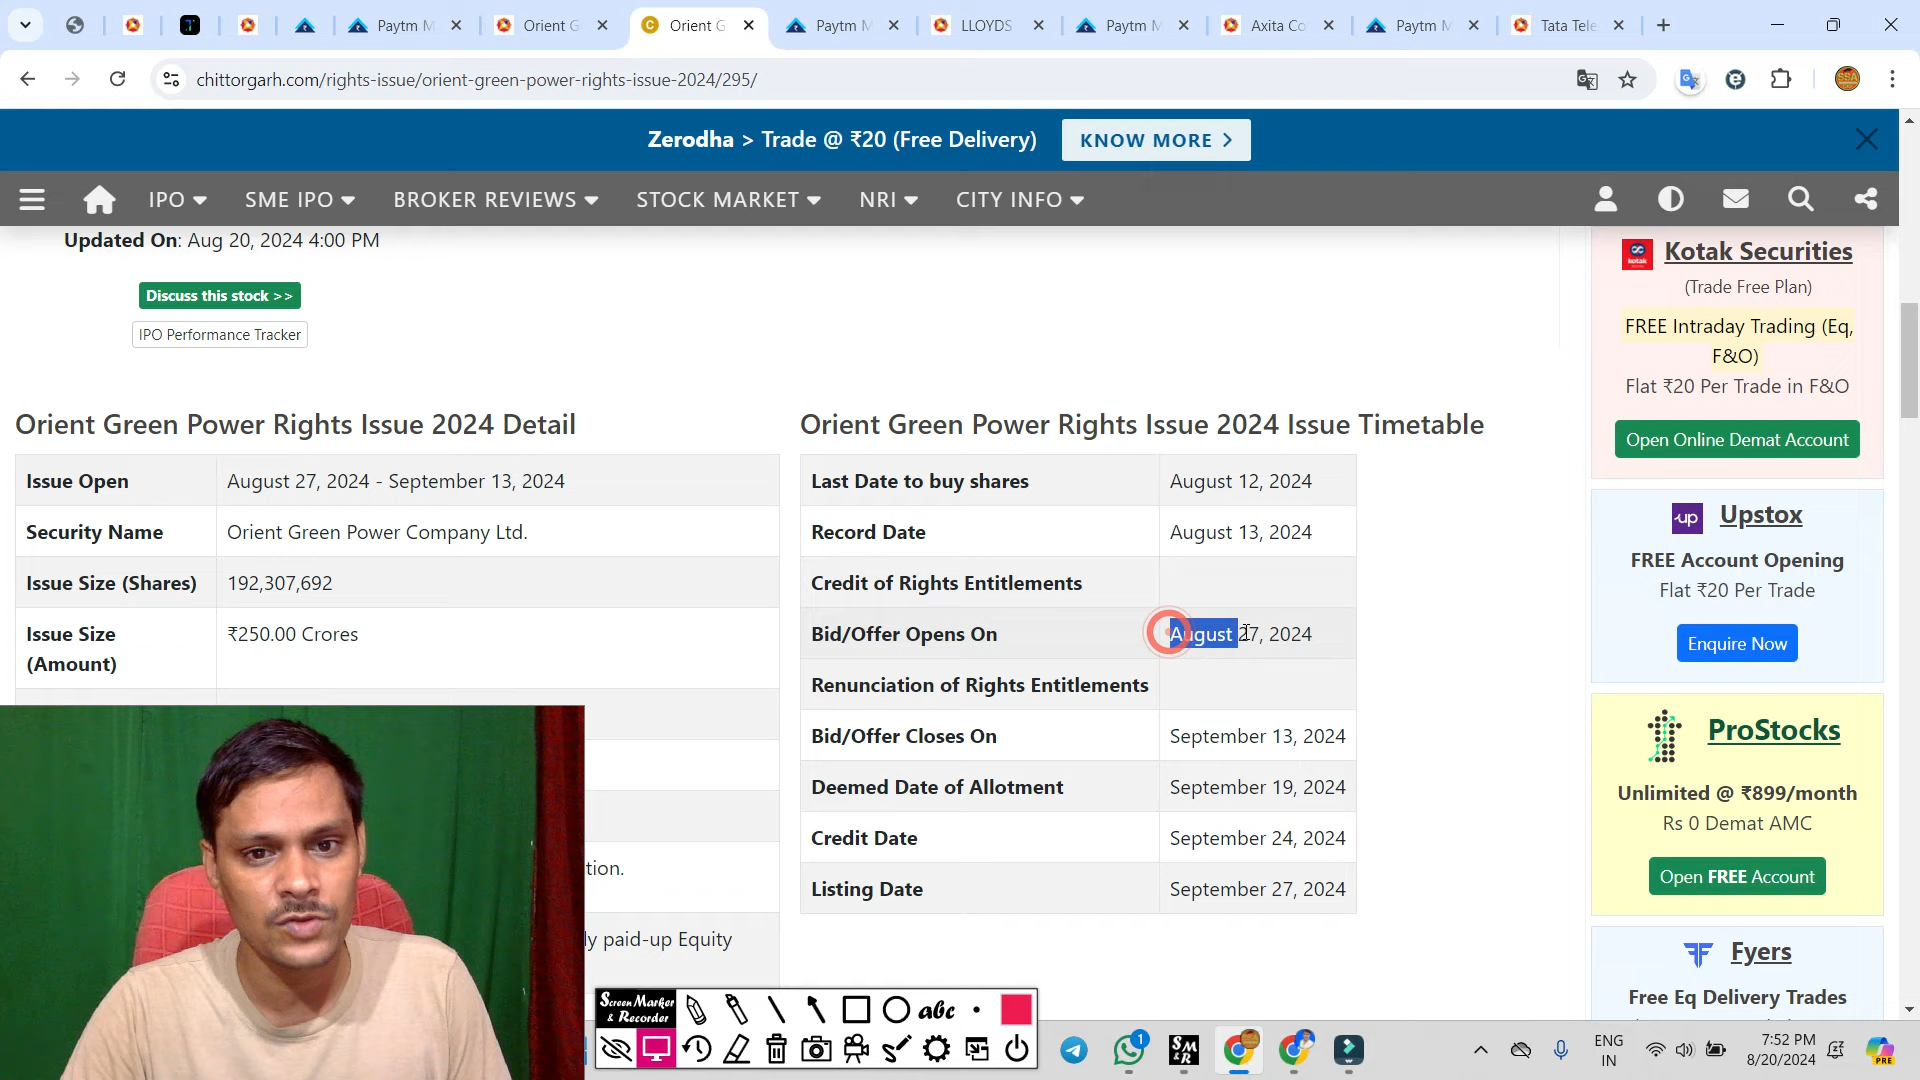 Paytm M
Orient G
Orient G
Paytm M
LLOYDS
Paytm M
Axita Co
Paytm M
Tata Tele
chittorgarh.com/rights-issue/orient-green-power-rights-issue-2024/295/
Zerodha > Trade @ ₹20 (Free Delivery)
KNOW MORE >
IPO
SME IPO
BROKER REVIEWS
STOCK MARKET
NRI
CITY INFO
Updated On: Aug 20, 2024 4:00 PM
Discuss this stock >>
IPO Performance Tracker
Orient Green Power Rights Issue 2024 Detail
Issue Open August 27, 2024 - September 13, 2024
Security Name Orient Green Power Company Ltd.
Issue Size (Shares) 192,307,692
Issue Size (Amount) ₹250.00 Crores
tion.
ly paid-up Equity
Orient Green Power Rights Issue 2024 Issue Timetable
Last Date to buy shares August 12, 2024
Record Date August 13, 2024
Credit of Rights Entitlements
Bid/Offer Opens On August 27, 2024
Renunciation of Rights Entitlements
Bid/Offer Closes On September 13, 2024
Deemed Date of Allotment September 19, 2024
Credit Date September 24, 2024
Listing Date September 27, 2024
kotak
Kotak Securities
(Trade Free Plan)
FREE Intraday Trading (Eq,
F&O)
Flat ₹20 Per Trade in F&O
Open Online Demat Account
up
Upstox
FREE Account Opening
Flat ₹20 Per Trade
Enquire Now
ProStocks
Unlimited @ ₹899/month
Rs 0 Demat AMC
Open FREE Account
Fyers
Free Eq Delivery Trades
Screen Marker
& Recorder
abc
1
SM
&R
ENG
IN
7:52 PM
8/20/2024
PRE